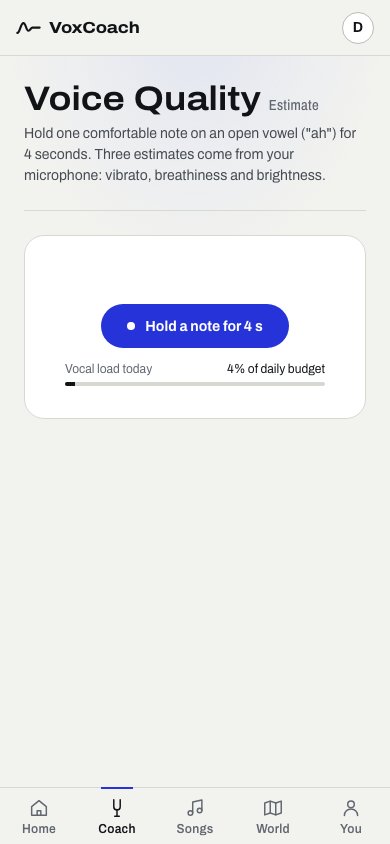 VoxCoach
D
Voice Quality Estimate
Hold one comfortable note on an open vowel ("ah") for
4 seconds. Three estimates come from your
microphone: vibrato, breathiness and brightness.
Hold a note for 4 s
Vocal load today 4% of daily budget
Home Coach Songs World You